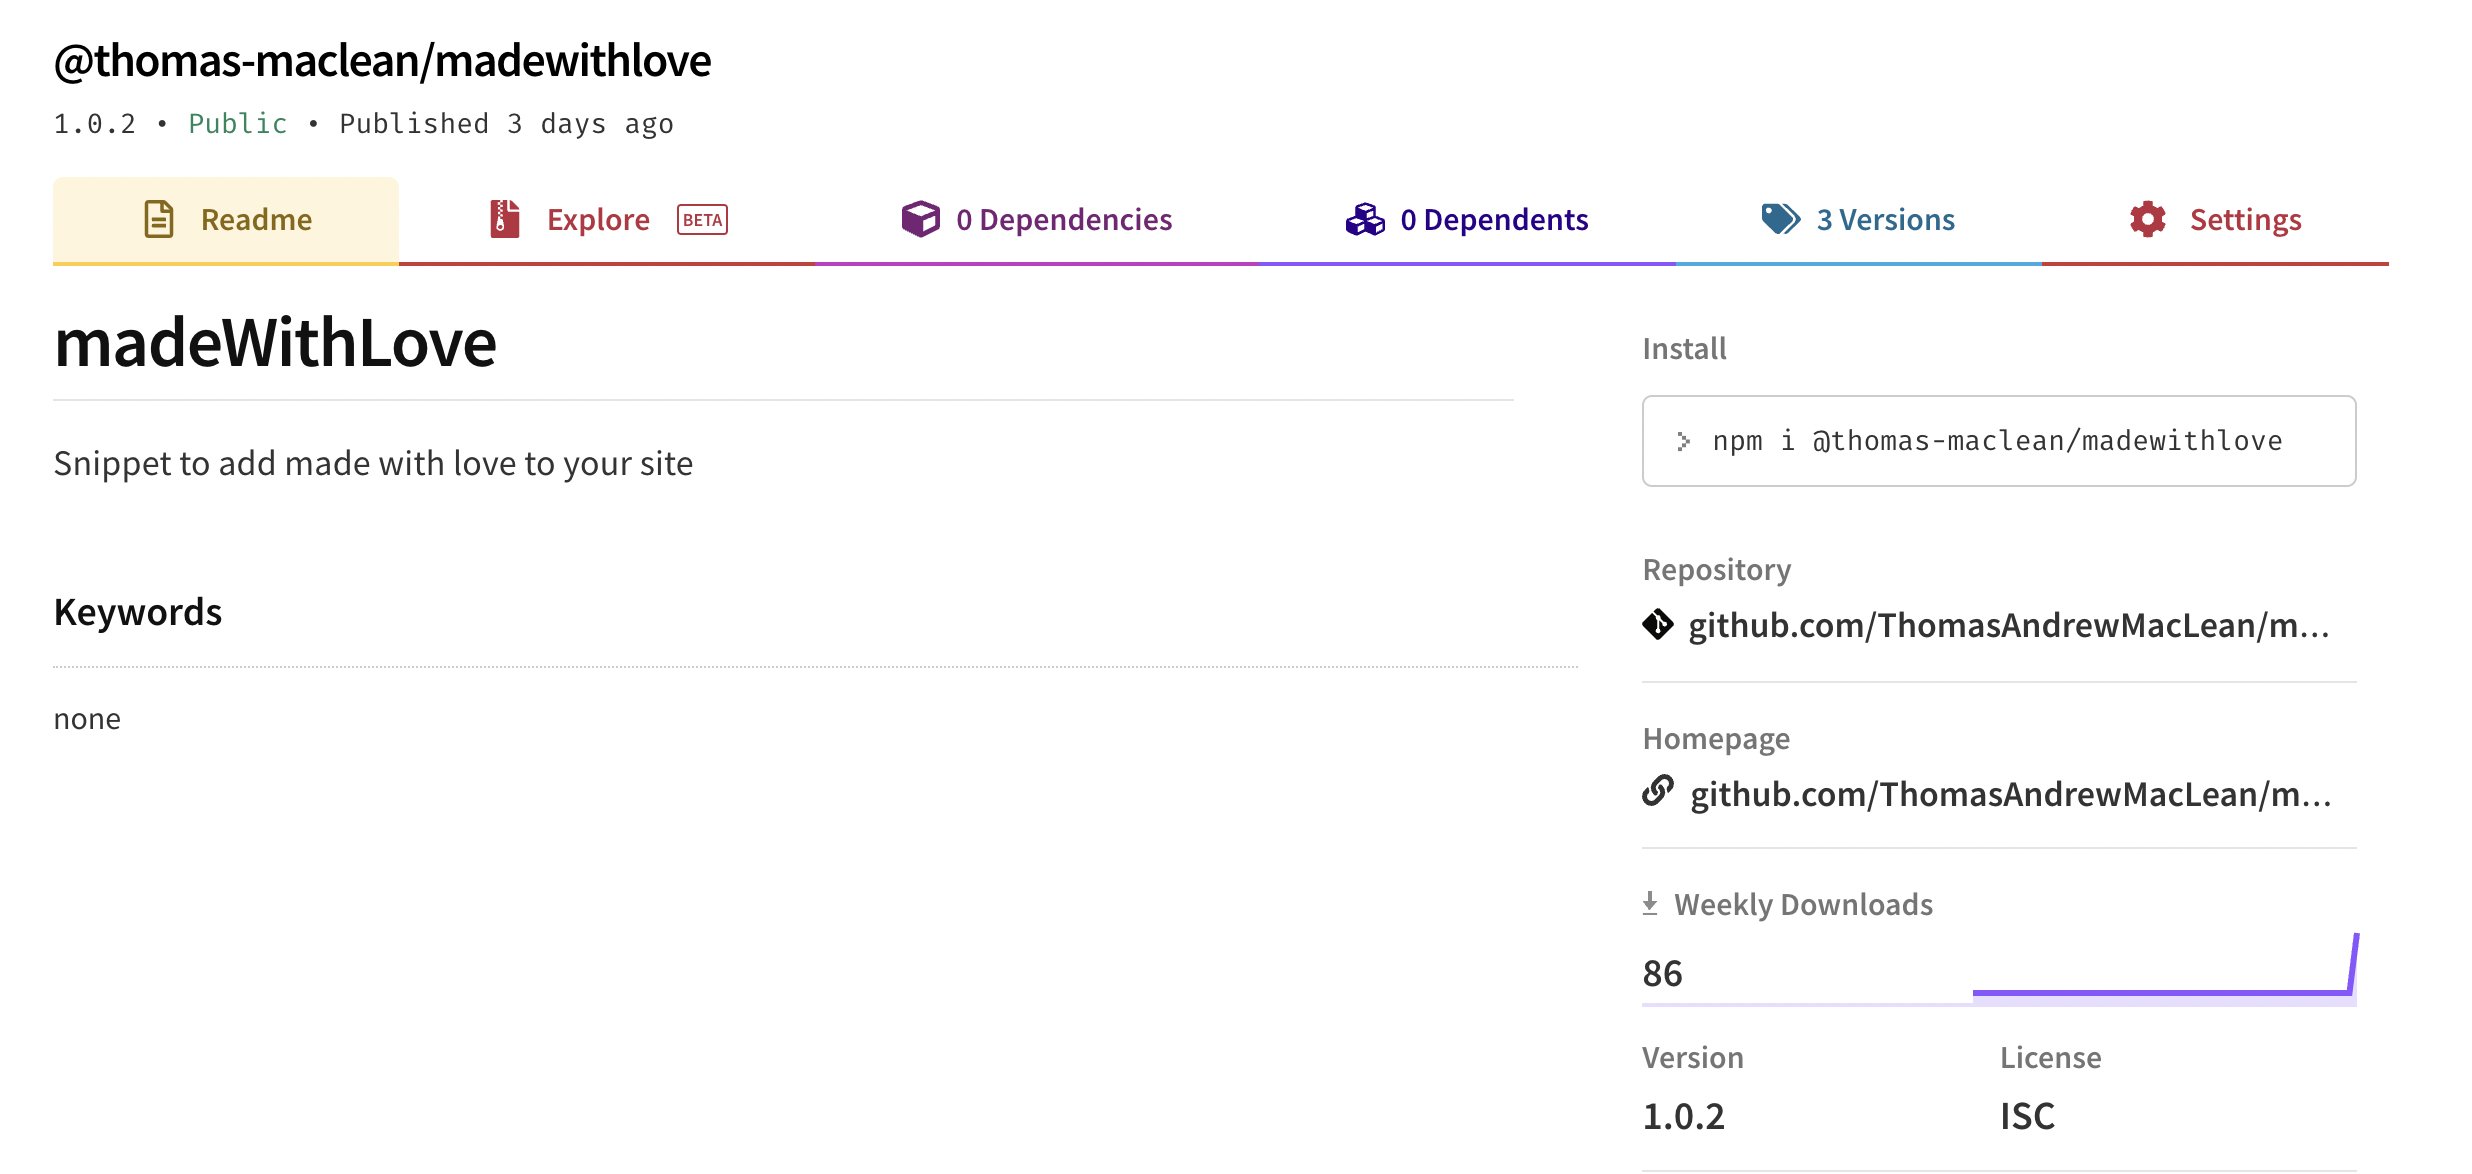 @thomas-maclean/madewithlove
1.0.2 • Public • Published 3 days ago
Readme
Explore BETA
0 Dependencies
0 Dependents
3 Versions
Settings
madeWithLove
Snippet to add made with love to your site
Keywords
none
Install
> npm i @thomas-maclean/madewithlove
Repository
github.com/ThomasAndrewMacLean/m...
Homepage
github.com/ThomasAndrewMacLean/m...
Weekly Downloads
86
Version
License
1.0.2
ISC